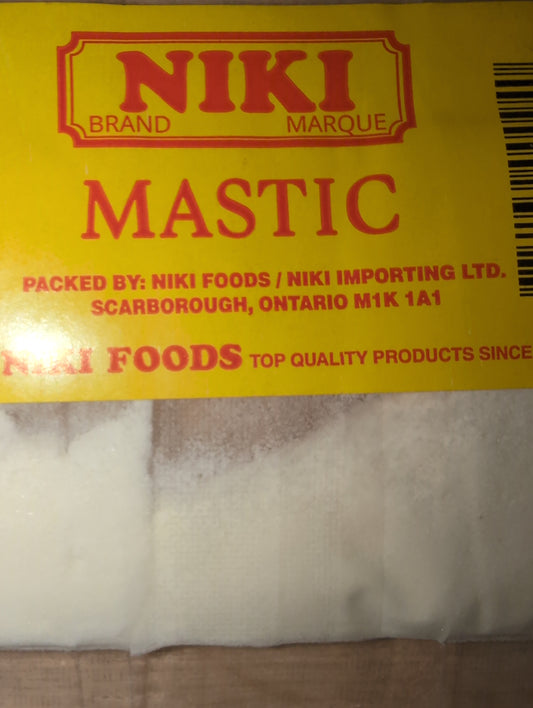 NIKI
BRAND MARQUE
MASTIC
PACKED BY: NIKI FOODS / NIKI IMPORTING LTD.
SCARBOROUGH, ONTARIO M1K 1A1
NIKI FOODS TOP QUALITY PRODUCTS SINCE